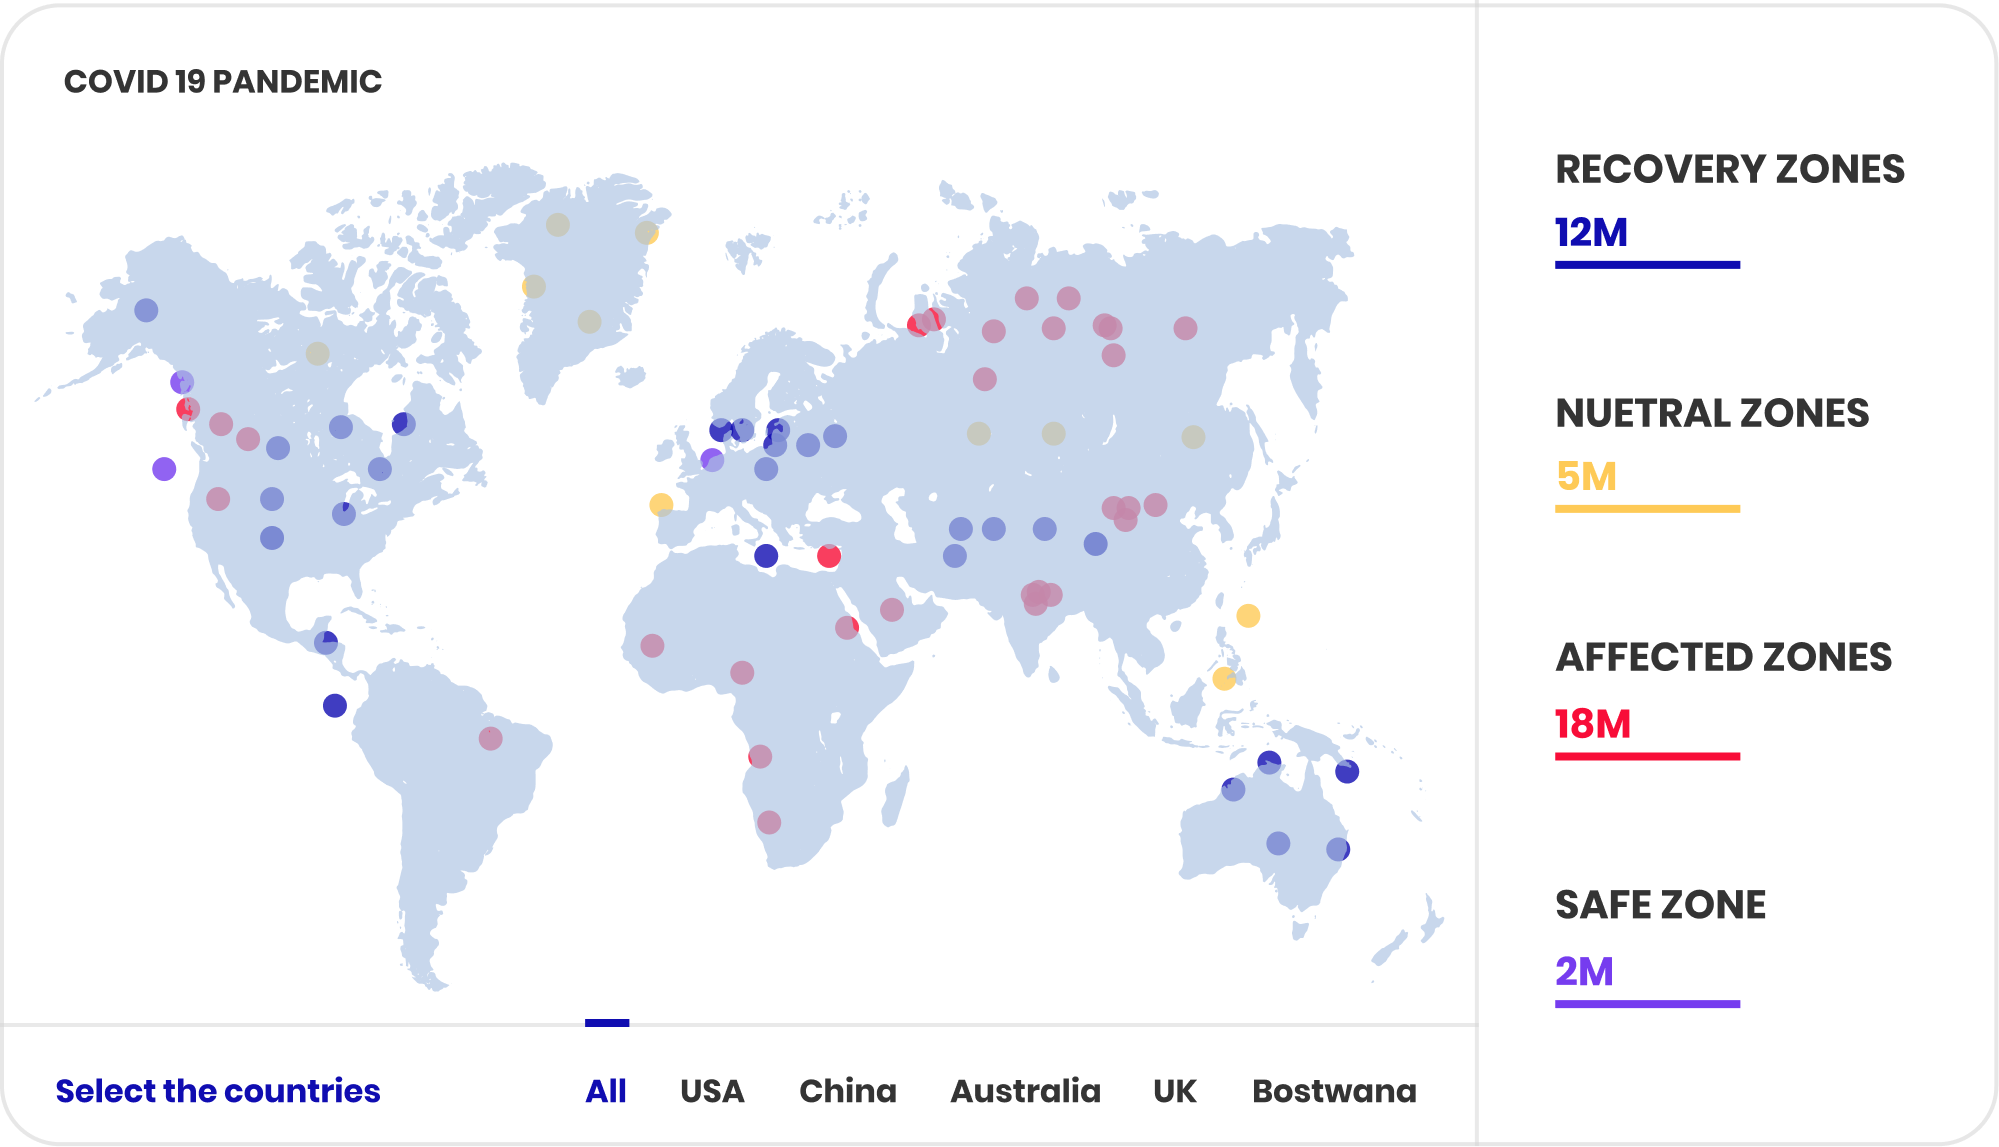 COVID 19 PANDEMIC
RECOVERY ZONES
12M
NUETRAL ZONES
5M
AFFECTED ZONES
18M
SAFE ZONE
2M
Select the countries All USA China Australia UK Bostwana